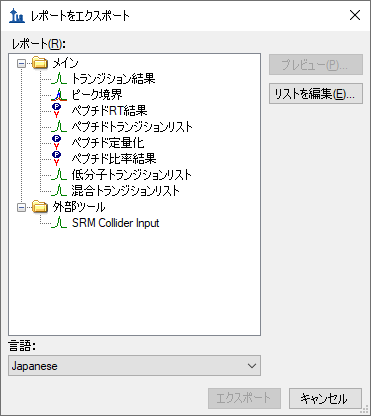 レポートをエクスポート
レポート(R):
プレビュー(P)...
リストを編集(E)...
メイン
トランジション結果
ピーク境界
ペプチドRT結果
ペプチドトランジションリスト
ペプチド定量化
ペプチド比率結果
低分子トランジションリスト
混合トランジションリスト
外部ツール
SRM Collider Input
言語:
Japanese
エクスポート
キャンセル